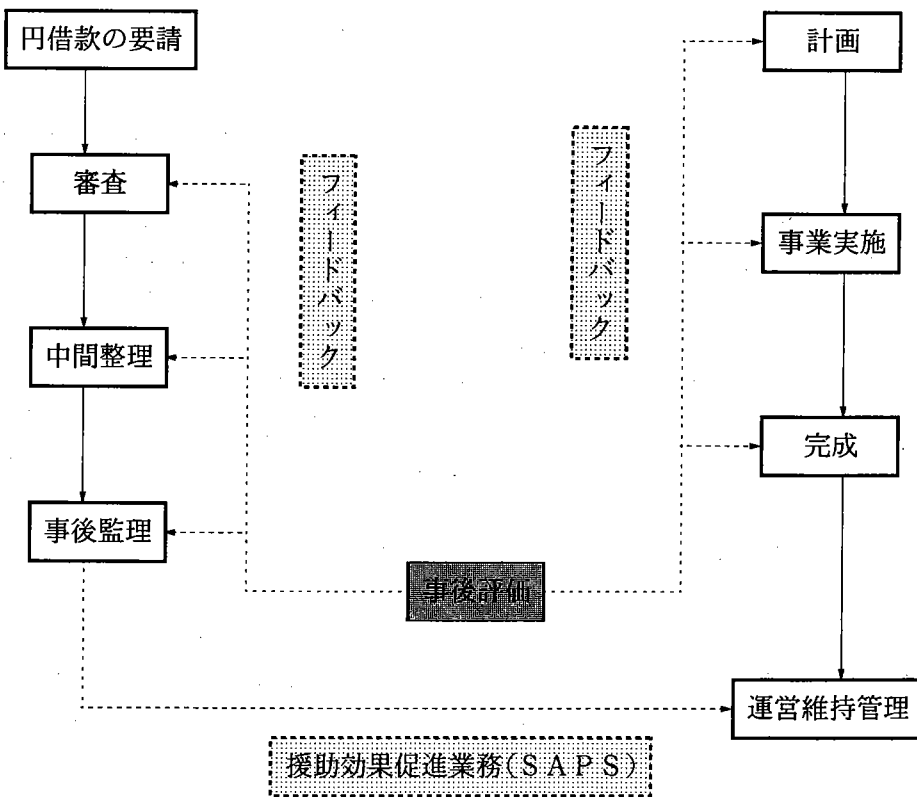 円借款の要請
審査
中間整理
事後監理
フィードバック
フィードバック
計画
事業実施
完成
運営維持管理
事後評価
援助効果促進業務(SAPS)